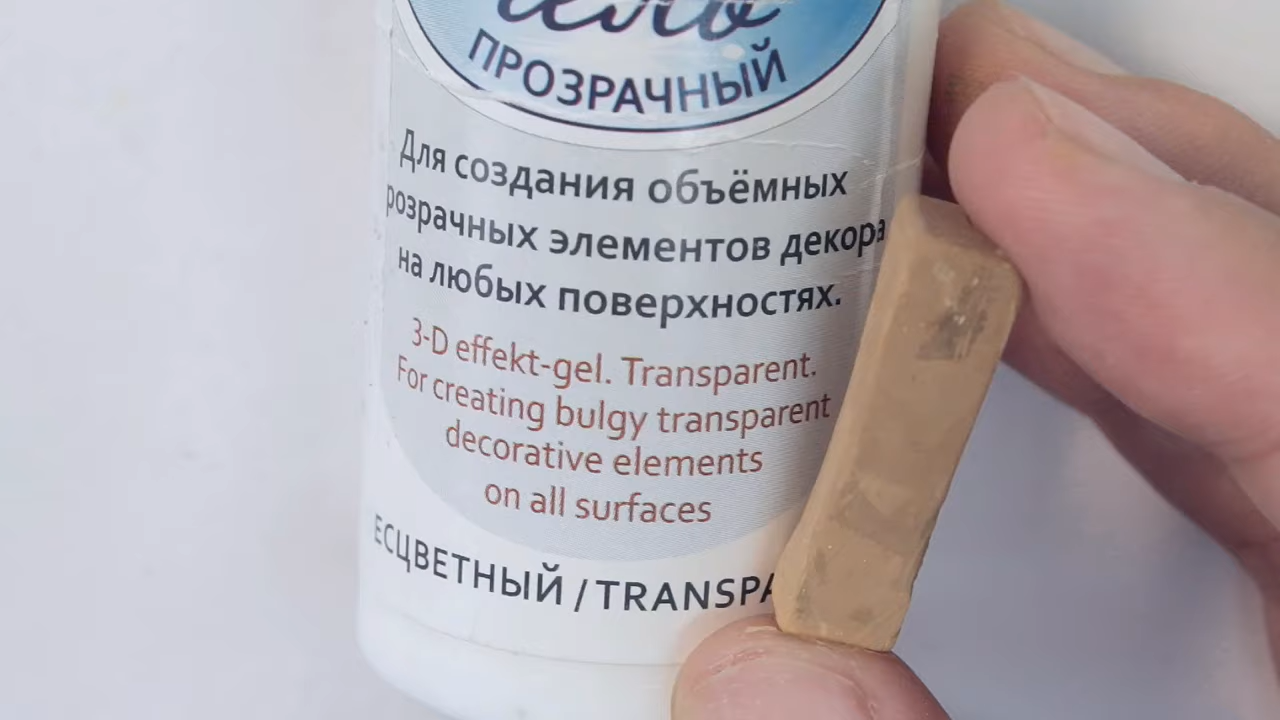 гель
ПРОЗРАЧНЫЙ
Для создания объёмных
розрачных элементов декора
на любых поверхностях.
3-D effekt-gel. Transparent.
For creating bulgy transparent
decorative elements
on all surfaces
ЕСЦВЕТНЫЙ / TRANSPA